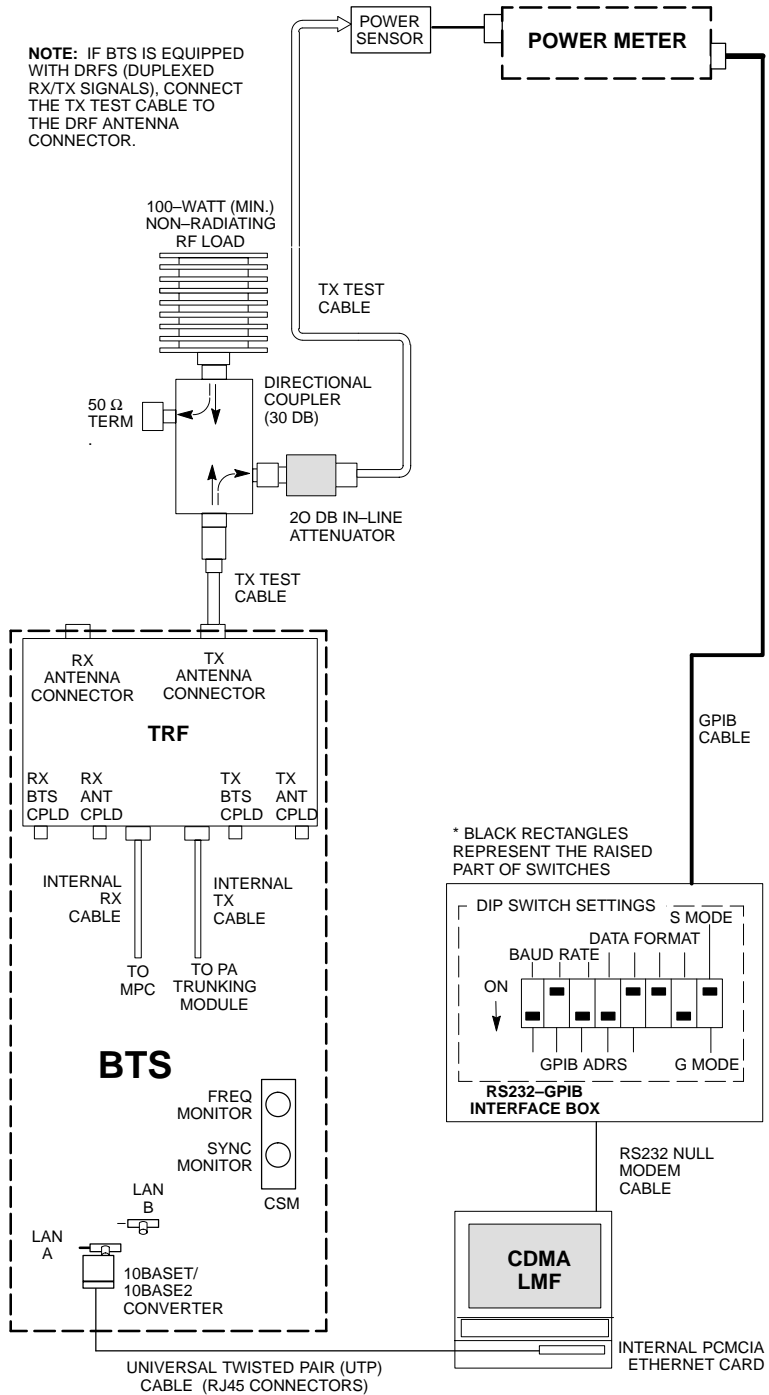 POWER
SENSOR
POWER METER
NOTE: IF BTS IS EQUIPPED
WITH DRFS (DUPLEXED
RX/TX SIGNALS), CONNECT
THE TX TEST CABLE TO
THE DRF ANTENNA
CONNECTOR.
100–WATT (MIN.)
NON–RADIATING
RF LOAD
TX TEST
CABLE
50 Ω
TERM
.
DIRECTIONAL
COUPLER
(30 DB)
2O DB IN–LINE
ATTENUATOR
TX TEST
CABLE
RX
ANTENNA
CONNECTOR
TX
ANTENNA
CONNECTOR
TRF
RX
BTS
CPLD
RX
ANT
CPLD
TX
BTS
CPLD
TX
ANT
CPLD
INTERNAL
RX
CABLE
INTERNAL
TX
CABLE
TO
MPC
TO PA
TRUNKING
MODULE
GPIB
CABLE
* BLACK RECTANGLES
REPRESENT THE RAISED
PART OF SWITCHES
DIP SWITCH SETTINGS
S MODE
DATA FORMAT
BAUD RATE
ON
GPIB ADRS
G MODE
RS232–GPIB
INTERFACE BOX
BTS
FREQ
MONITOR
SYNC
MONITOR
CSM
LAN
B
LAN
A
10BASET/
10BASE2
CONVERTER
RS232 NULL
MODEM
CABLE
CDMA
LMF
INTERNAL PCMCIA
ETHERNET CARD
UNIVERSAL TWISTED PAIR (UTP)
CABLE (RJ45 CONNECTORS)